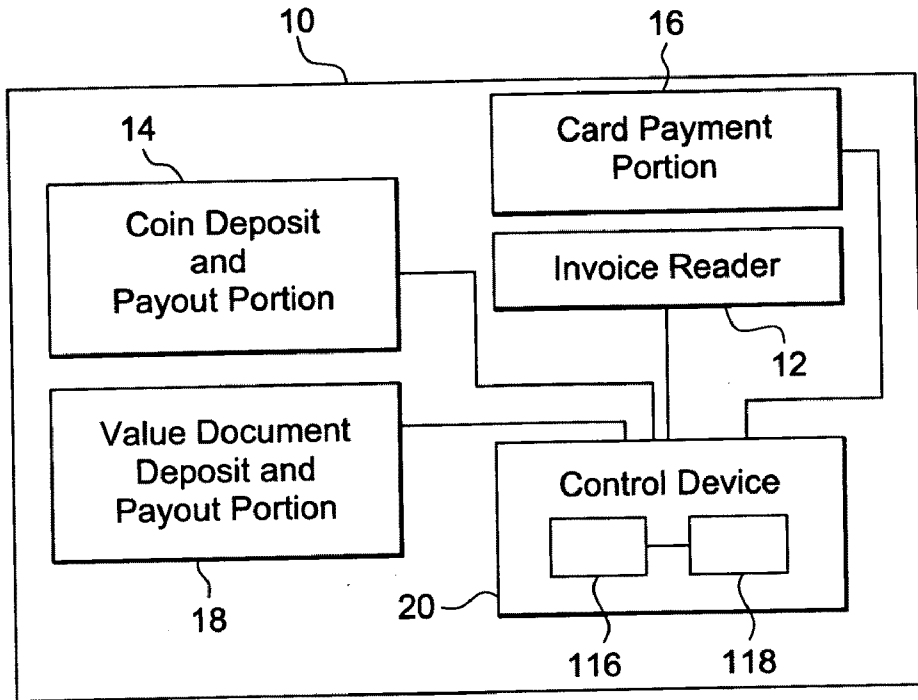 10
16
14
Card Payment
Portion
Coin Deposit
and
Payout Portion
Invoice Reader
12
Value Document
Deposit and
Payout Portion
Control Device
18
20
116
118